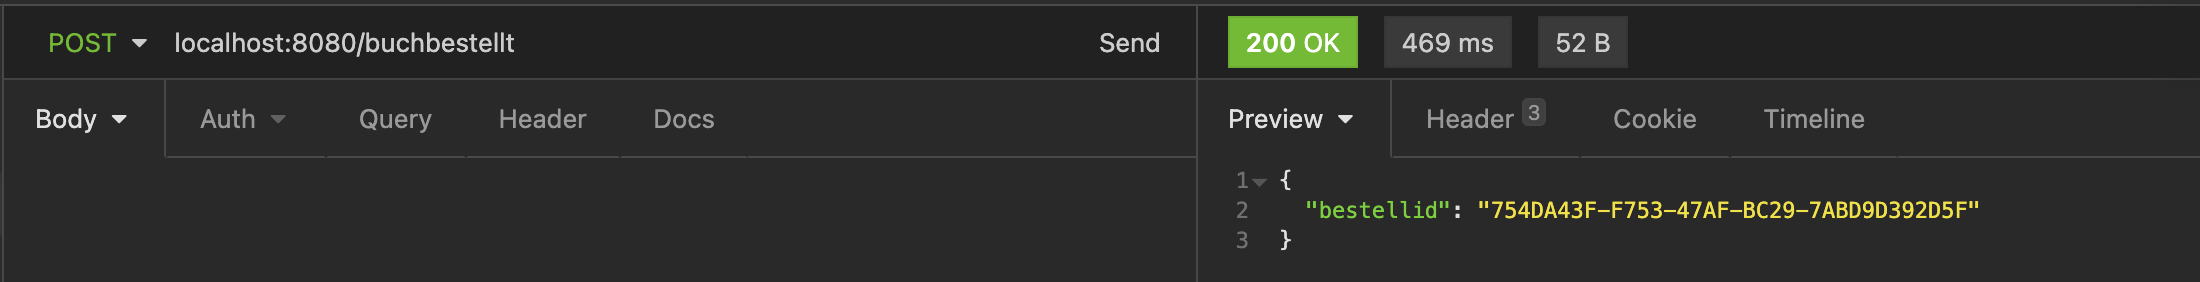 POST localhost:8080/buchbestellt Send 200 OK 469 ms 52 B
Body Auth Query Header Docs Preview Header 3 Cookie Timeline
1 {
2 "bestellid": "754DA43F-F753-47AF-BC29-7ABD9D392D5F"
3 }